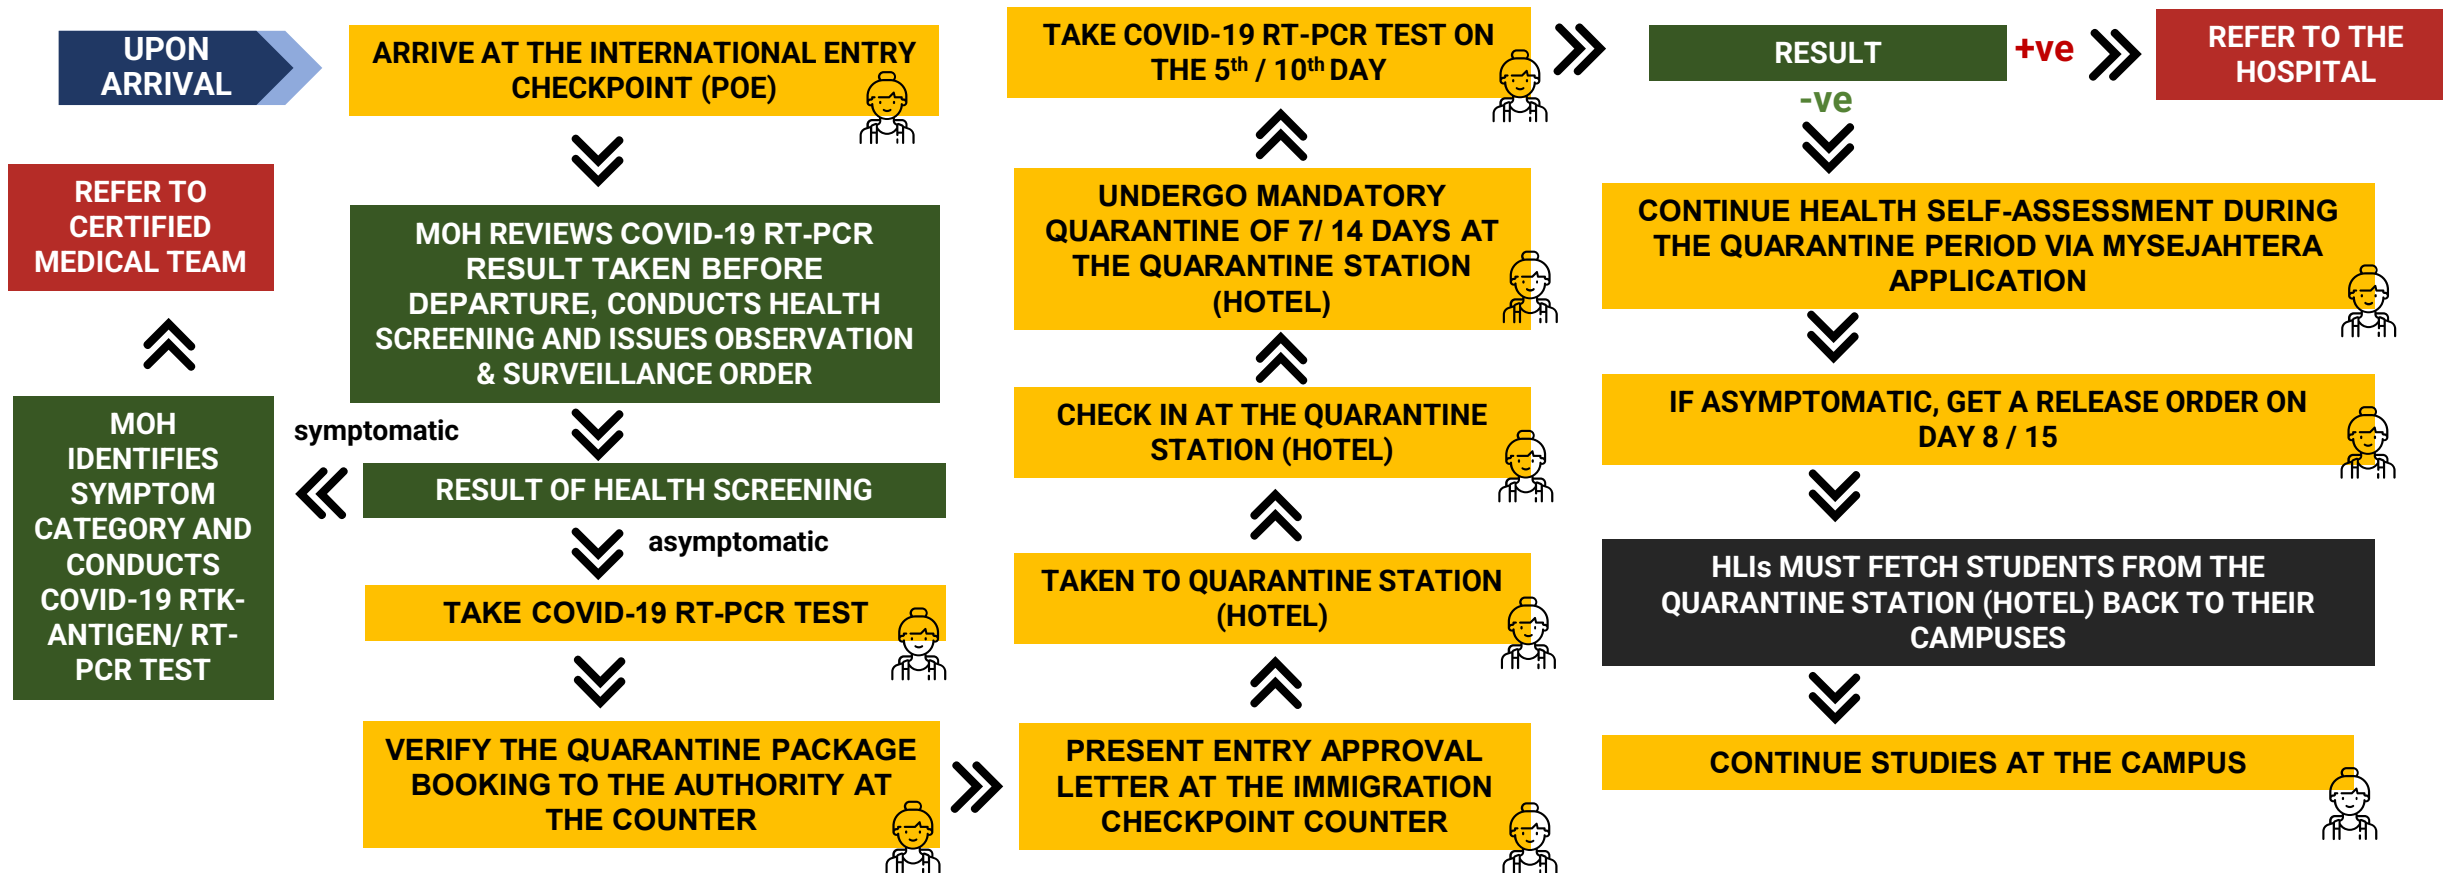 UPON
ARRIVAL
ARRIVE AT THE INTERNATIONAL ENTRY
CHECKPOINT (POE)
MOH REVIEWS COVID-19 RT-PCR
RESULT TAKEN BEFORE
DEPARTURE, CONDUCTS HEALTH
SCREENING AND ISSUES OBSERVATION
& SURVEILLANCE ORDER
RESULT OF HEALTH SCREENING
symptomatic
MOH
IDENTIFIES
SYMPTOM
CATEGORY AND
CONDUCTS
COVID-19 RTK-
ANTIGEN/ RT-
PCR TEST
REFER TO
CERTIFIED
MEDICAL TEAM
asymptomatic
TAKE COVID-19 RT-PCR TEST
VERIFY THE QUARANTINE PACKAGE
BOOKING TO THE AUTHORITY AT
THE COUNTER
PRESENT ENTRY APPROVAL
LETTER AT THE IMMIGRATION
CHECKPOINT COUNTER
TAKEN TO QUARANTINE STATION
(HOTEL)
CHECK IN AT THE QUARANTINE
STATION (HOTEL)
UNDERGO MANDATORY
QUARANTINE OF 7/ 14 DAYS AT
THE QUARANTINE STATION
(HOTEL)
TAKE COVID-19 RT-PCR TEST ON
THE 5th / 10th DAY
RESULT
+ve
REFER TO THE
HOSPITAL
-ve
CONTINUE HEALTH SELF-ASSESSMENT DURING
THE QUARANTINE PERIOD VIA MYSEJAHTERA
APPLICATION
IF ASYMPTOMATIC, GET A RELEASE ORDER ON
DAY 8 / 15
HLIs MUST FETCH STUDENTS FROM THE
QUARANTINE STATION (HOTEL) BACK TO THEIR
CAMPUSES
CONTINUE STUDIES AT THE CAMPUS